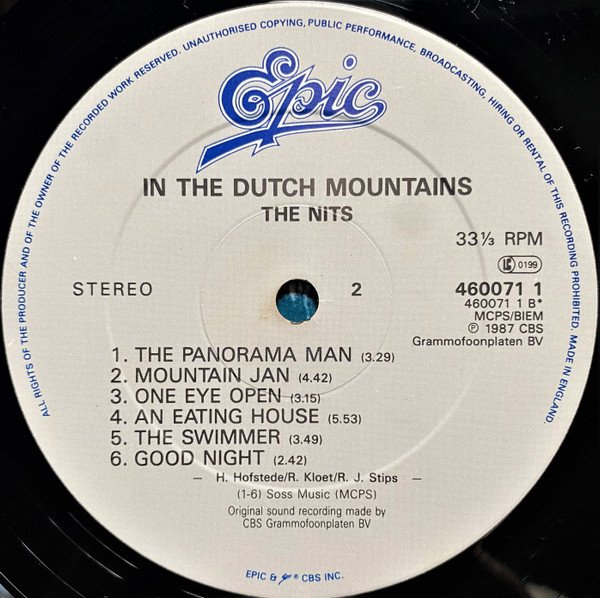 ALL RIGHTS OF THE PRODUCER AND OF THE OWNER OF THE RECORDED WORK RESERVED. UNAUTHORISED COPYING, PUBLIC PERFORMANCE, BROADCASTING, HIRING OR RENTAL OF THIS RECORDING PROHIBITED. MADE IN ENGLAND.
Epic
IN THE DUTCH MOUNTAINS
THE NiTS
33⅓ RPM
LC 0199
STEREO
2
460071 1
460071 1 B*
MCPS/BIEM
℗ 1987 CBS
Grammofoonplaten BV
1. THE PANORAMA MAN (3.29)
2. MOUNTAIN JAN (4.42)
3. ONE EYE OPEN (3.15)
4. AN EATING HOUSE (5.53)
5. THE SWIMMER (3.49)
6. GOOD NIGHT (2.42)
— H. Hofstede/R. Kloet/R. J. Stips —
(1-6) Soss Music (MCPS)
Original sound recording made by
CBS Grammofoonplaten BV
EPIC & Epic ® CBS INC.